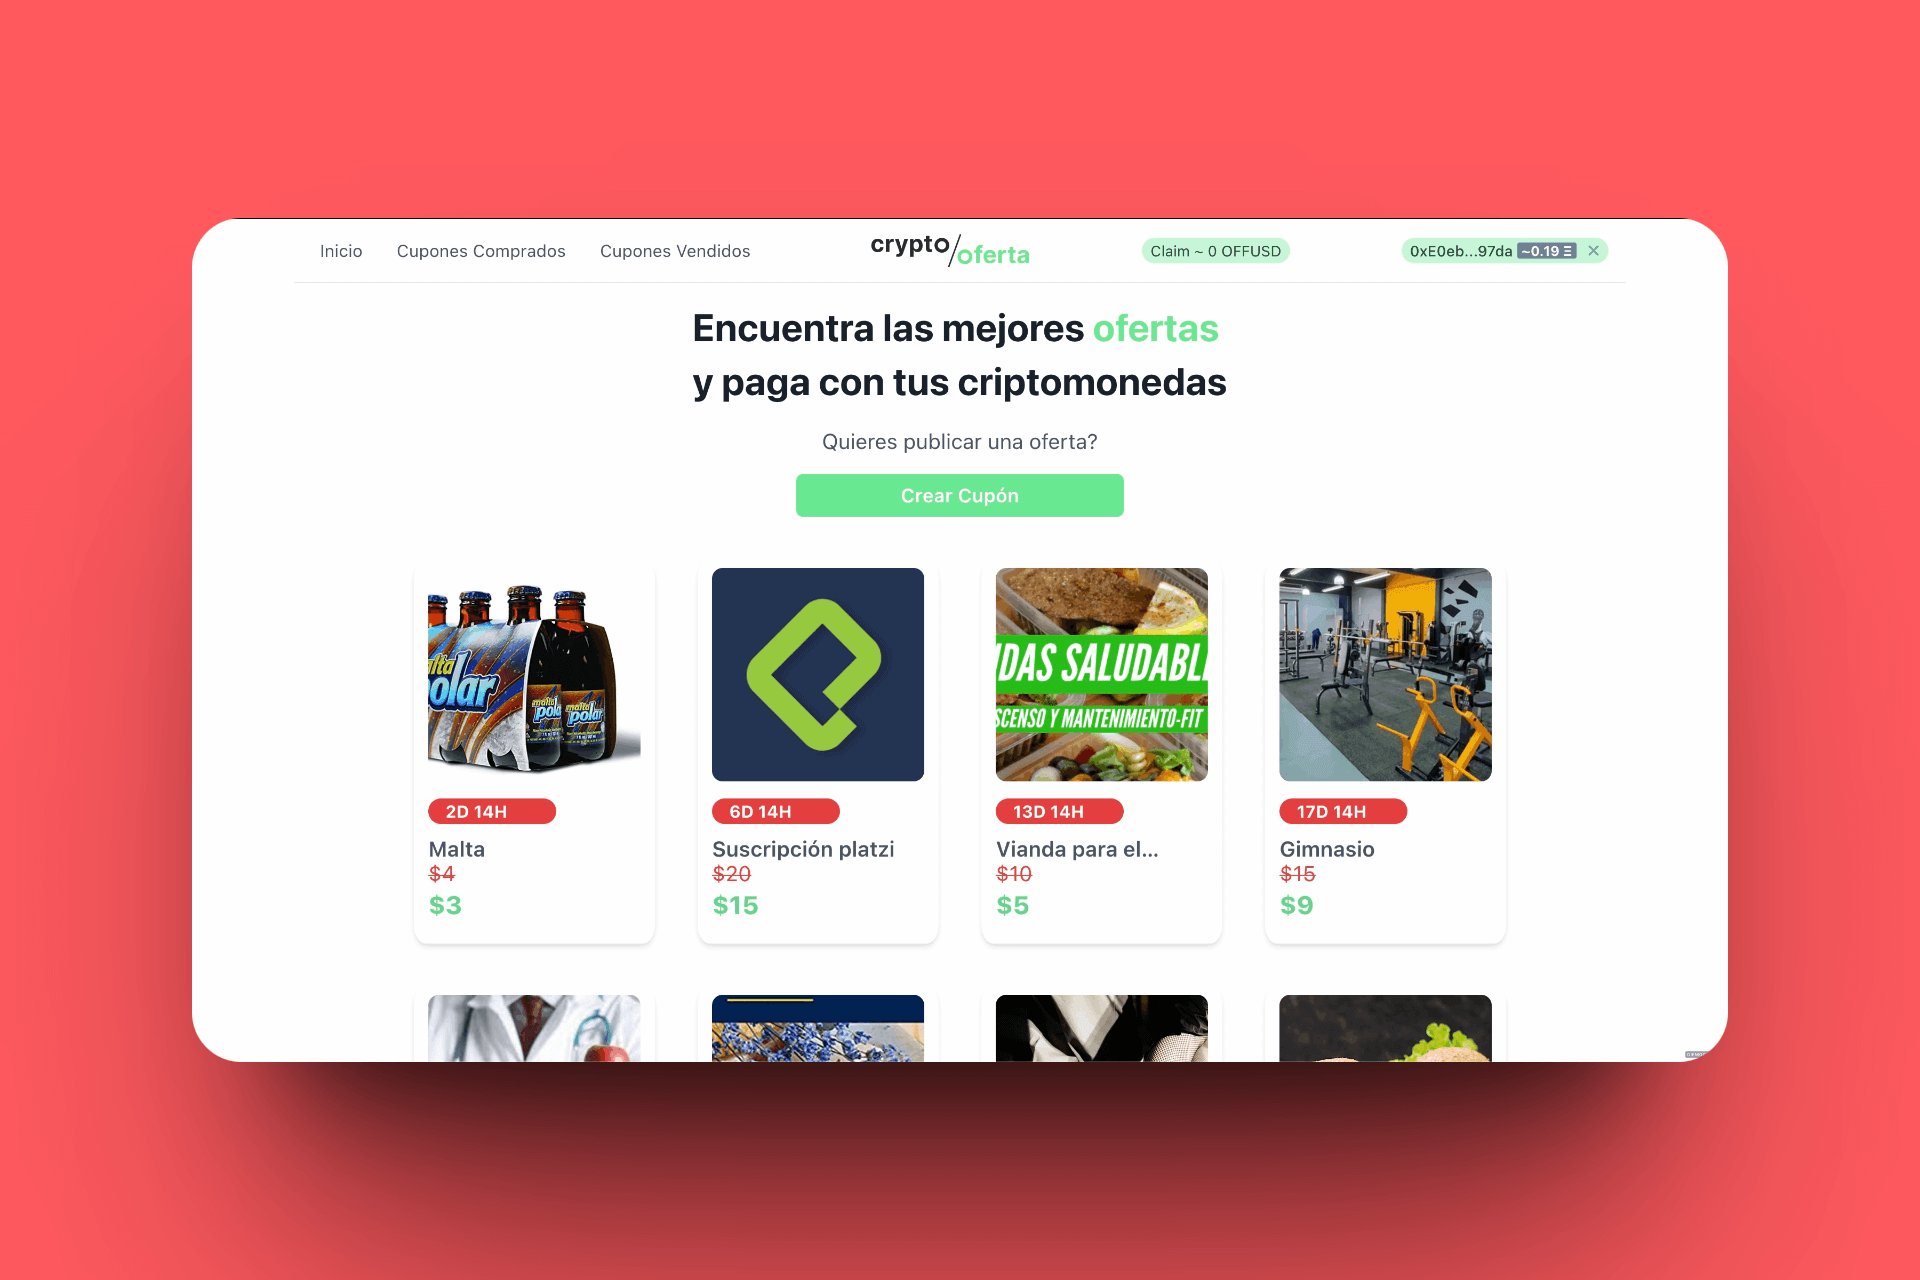 Inicio
Cupones Comprados
Cupones Vendidos
crypto/oferta
Claim ~ 0 OFFUSD
0xE0eb...97da ~0.19 Ξ ✕
Encuentra las mejores ofertas
y paga con tus criptomonedas
Quieres publicar una oferta?
Crear Cupón
malta
polar
malta
polar
IDAS SALUDABL
SCENSO Y MANTENIMIENTO-FIT
2D 14H
Malta
$4
$3
6D 14H
Suscripción platzi
$20
$15
13D 14H
Vianda para el...
$10
$5
17D 14H
Gimnasio
$15
$9